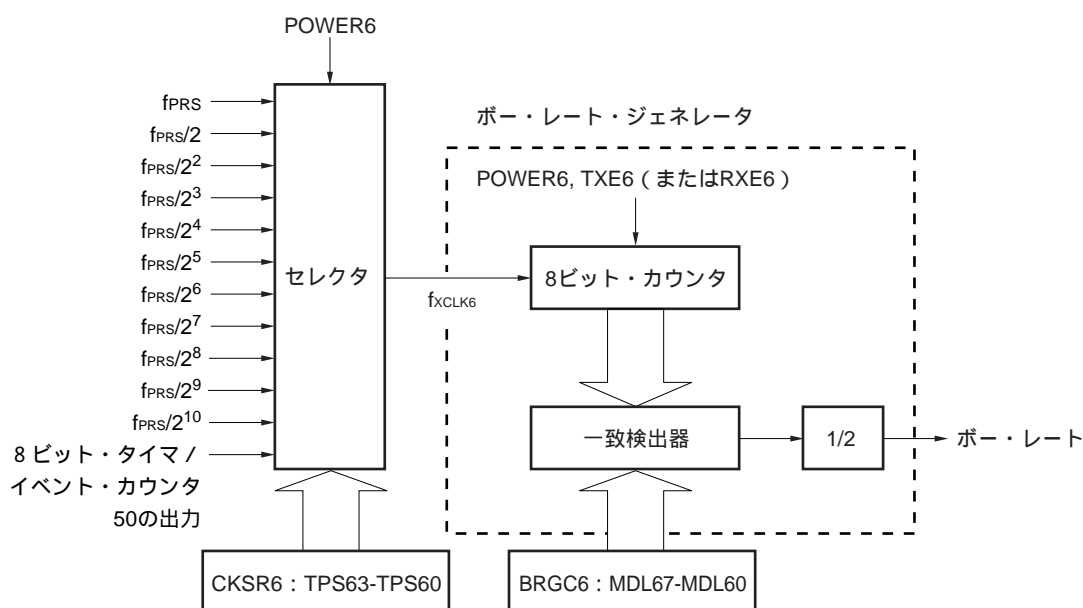 POWER6
fPRS
fPRS/2
fPRS/2²
fPRS/2³
fPRS/2⁴
fPRS/2⁵
fPRS/2⁶
fPRS/2⁷
fPRS/2⁸
fPRS/2⁹
fPRS/2¹⁰
8 ビット・タイマ /
イベント・カウンタ
50の出力
セレクタ
fXCLK6
ボー・レート・ジェネレータ
POWER6, TXE6（またはRXE6）
8ビット・カウンタ
一致検出器
1/2
ボー・レート
CKSR6：TPS63-TPS60
BRGC6：MDL67-MDL60